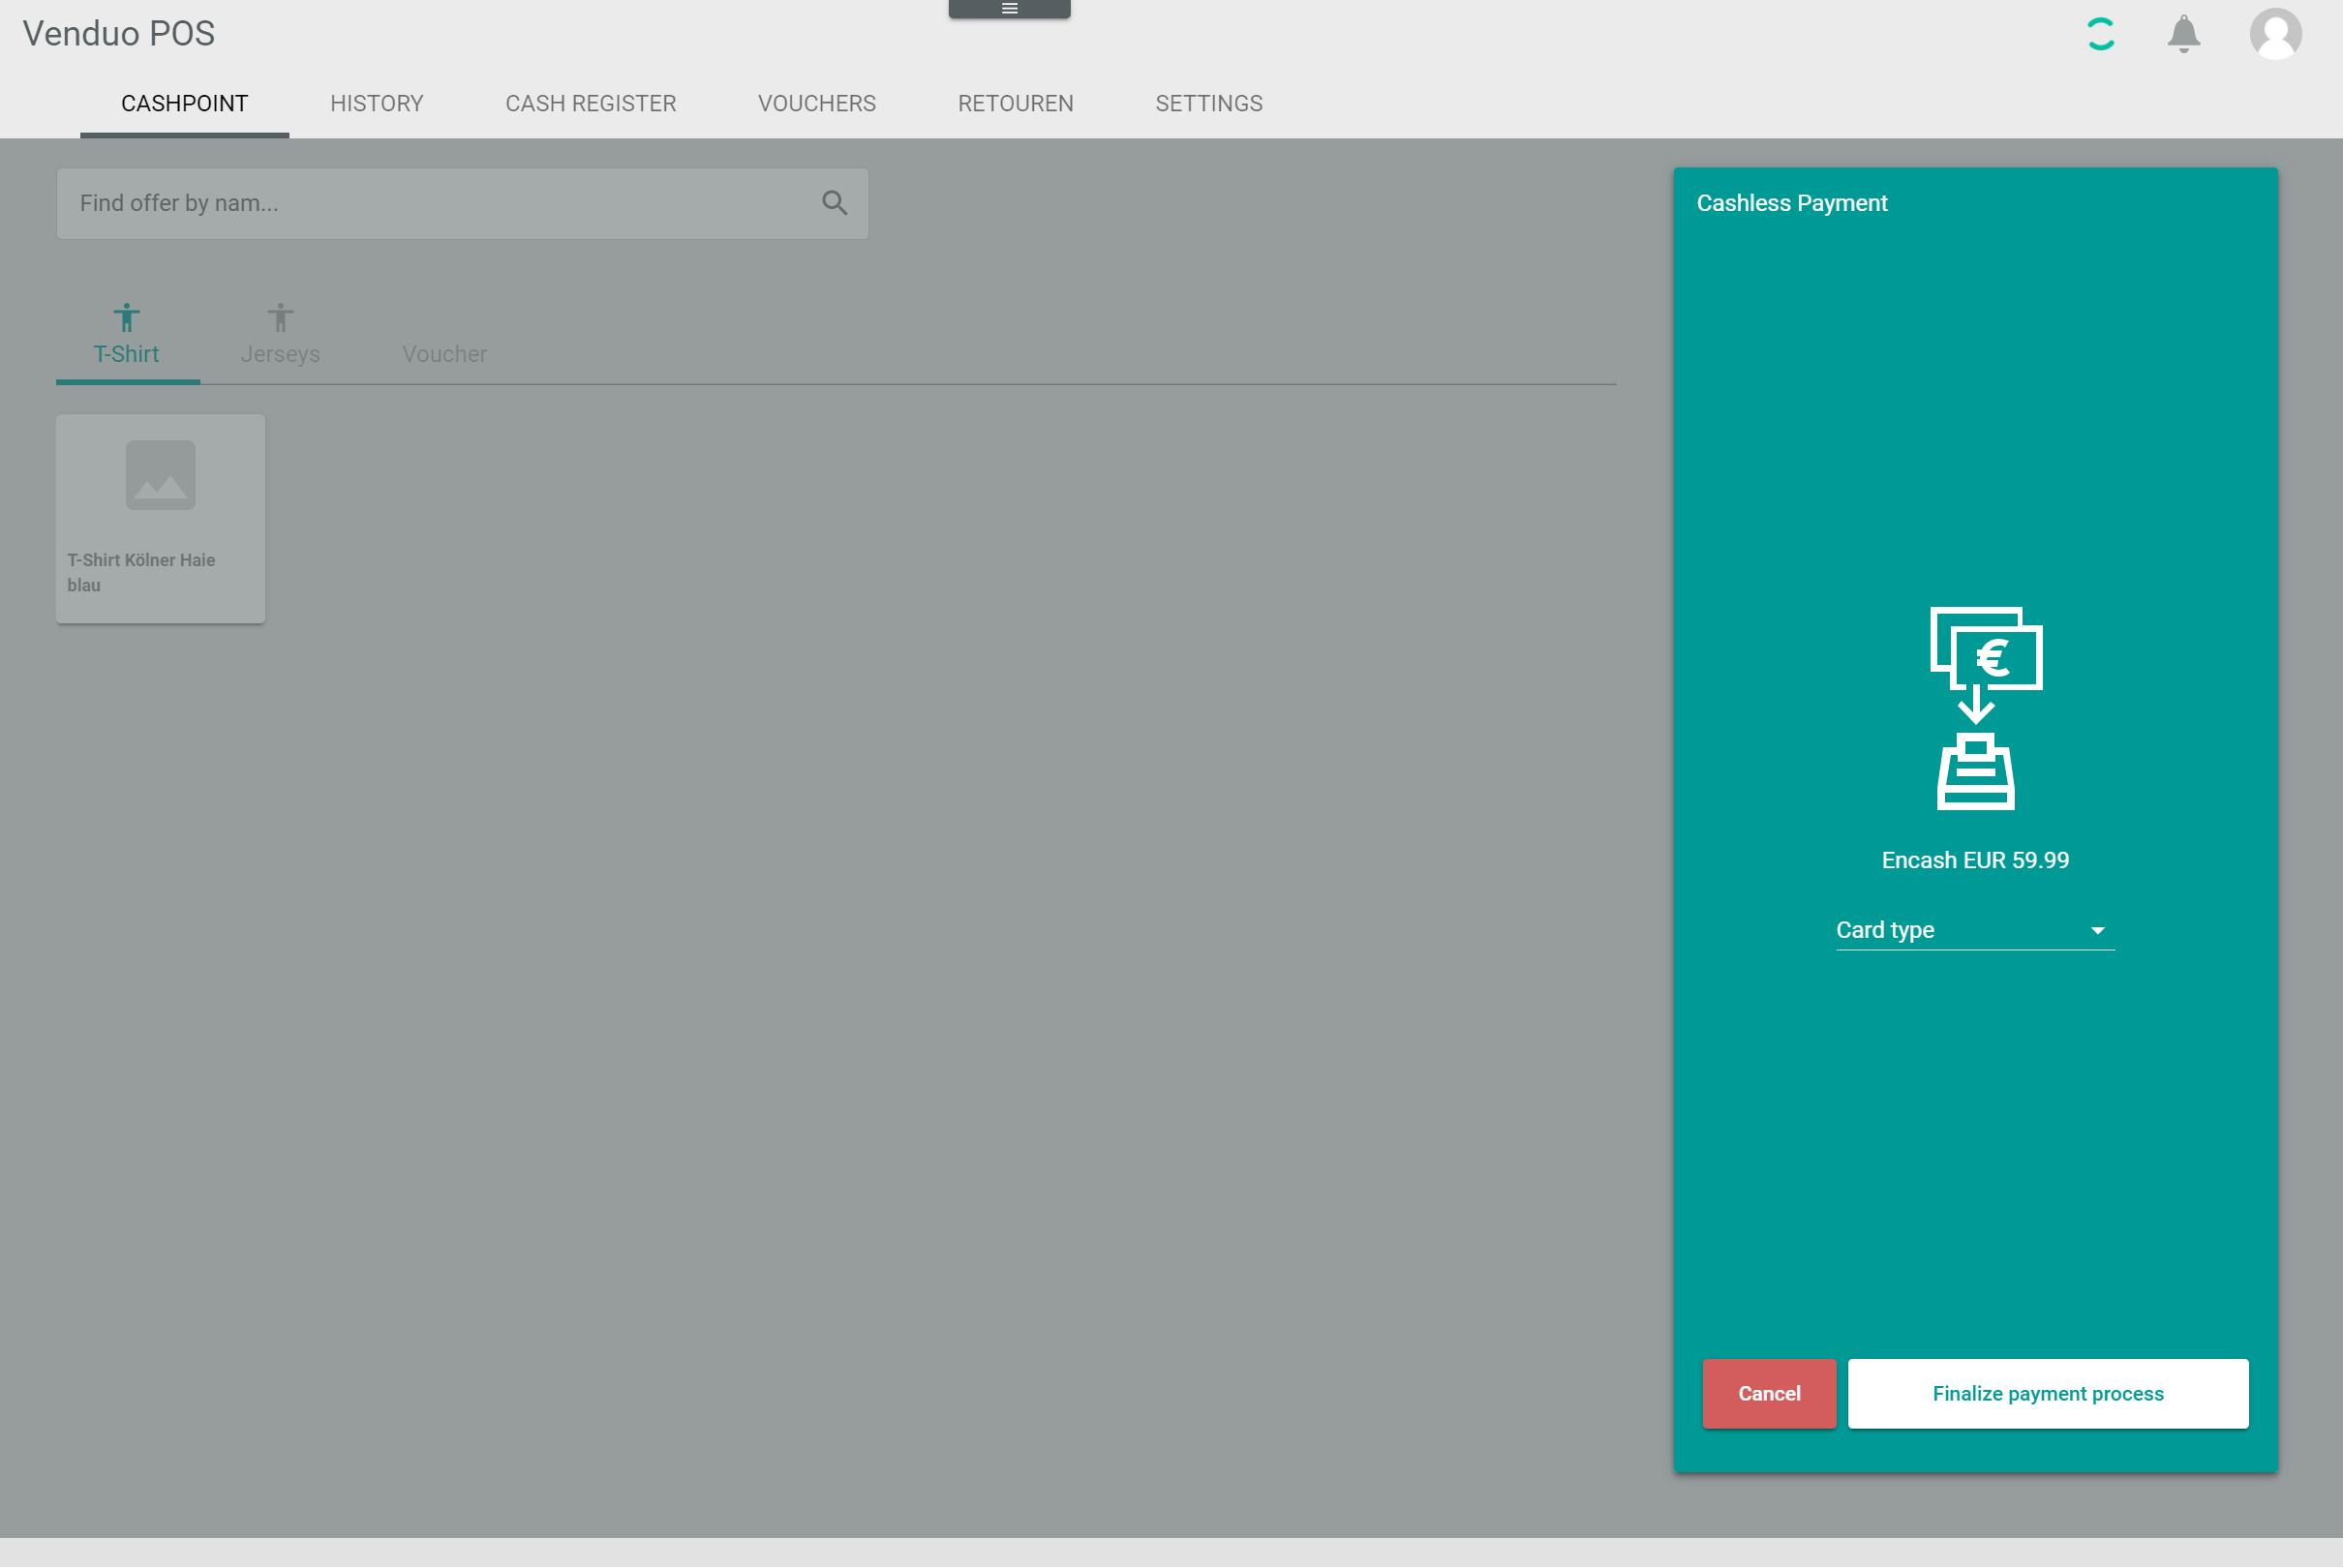 Venduo POS
CASHPOINT
HISTORY
CASH REGISTER
VOUCHERS
RETOUREN
SETTINGS
Find offer by nam...
T-Shirt
Jerseys
Voucher
T-Shirt Kölner Haie
blau
Cashless Payment
€
Encash EUR 59.99
Card type
Cancel
Finalize payment process